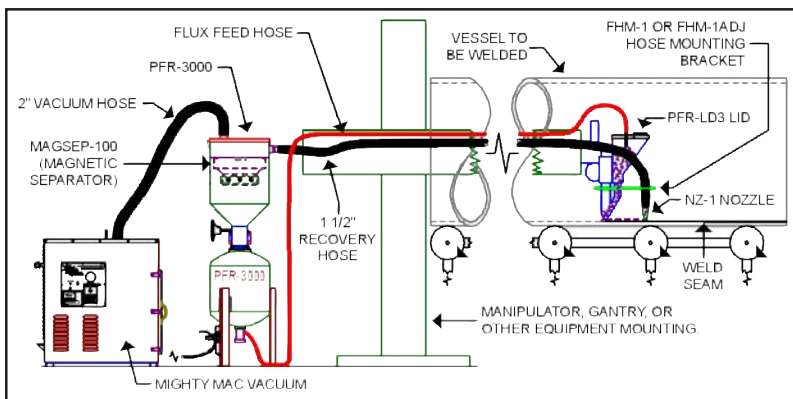 FLUX FEED HOSE
PFR-3000
2" VACUUM HOSE
MAGSEP-100
(MAGNETIC
SEPARATOR)
1 1/2"
RECOVERY
HOSE
PFR-3000
MIGHTY MAC VACUUM
VESSEL TO
BE WELDED
FHM-1 OR FHM-1ADJ
HOSE MOUNTING
BRACKET
PFR-LD3 LID
NZ-1 NOZZLE
WELD
SEAM
MANIPULATOR, GANTRY, OR
OTHER EQUIPMENT MOUNTING.